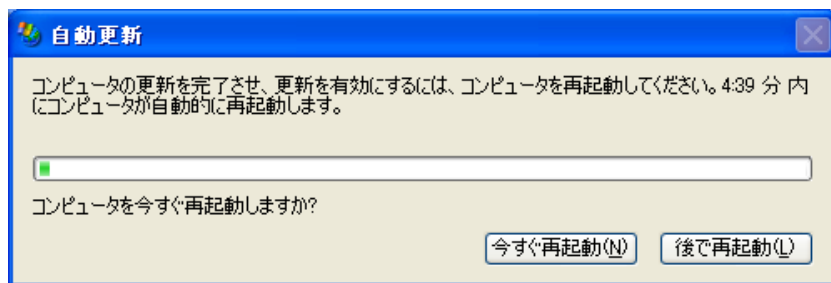 自動更新
コンピュータの更新を完了させ、更新を有効にするには、コンピュータを再起動してください。4:39 分 内
にコンピュータが自動的に再起動します。
コンピュータを今すぐ再起動しますか?
今すぐ再起動(N) 後で再起動(L)